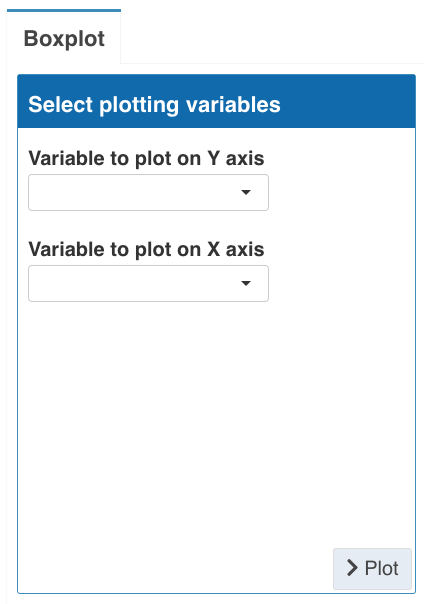 Boxplot
Select plotting variables
Variable to plot on Y axis
Variable to plot on X axis
Plot